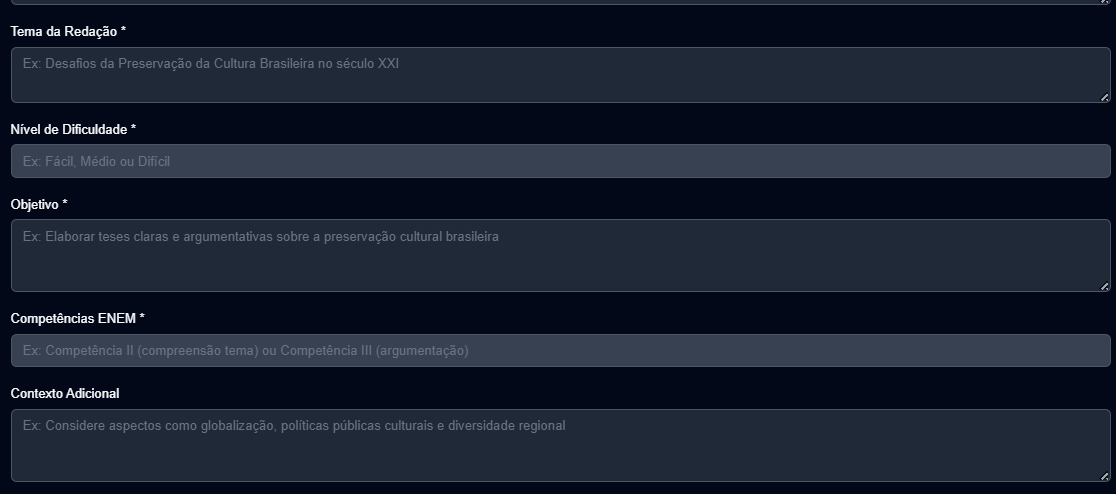 Tema da Redação *
Ex: Desafios da Preservação da Cultura Brasileira no século XXI
Nível de Dificuldade *
Ex: Fácil, Médio ou Difícil
Objetivo *
Ex: Elaborar teses claras e argumentativas sobre a preservação cultural brasileira
Competências ENEM *
Ex: Competência II (compreensão tema) ou Competência III (argumentação)
Contexto Adicional
Ex: Considere aspectos como globalização, políticas públicas culturais e diversidade regional